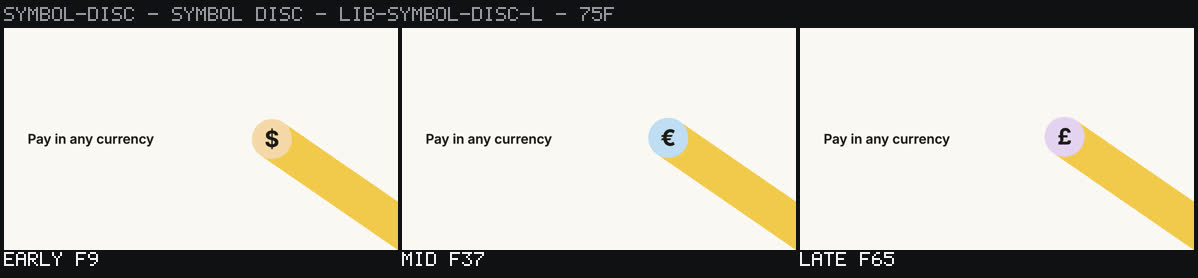 SYMBOL-DISC - SYMBOL DISC - LIB-SYMBOL-DISC-L - 75F
Pay in any currency $
Pay in any currency €
Pay in any currency £
EARLY F9
MID F37
LATE F65